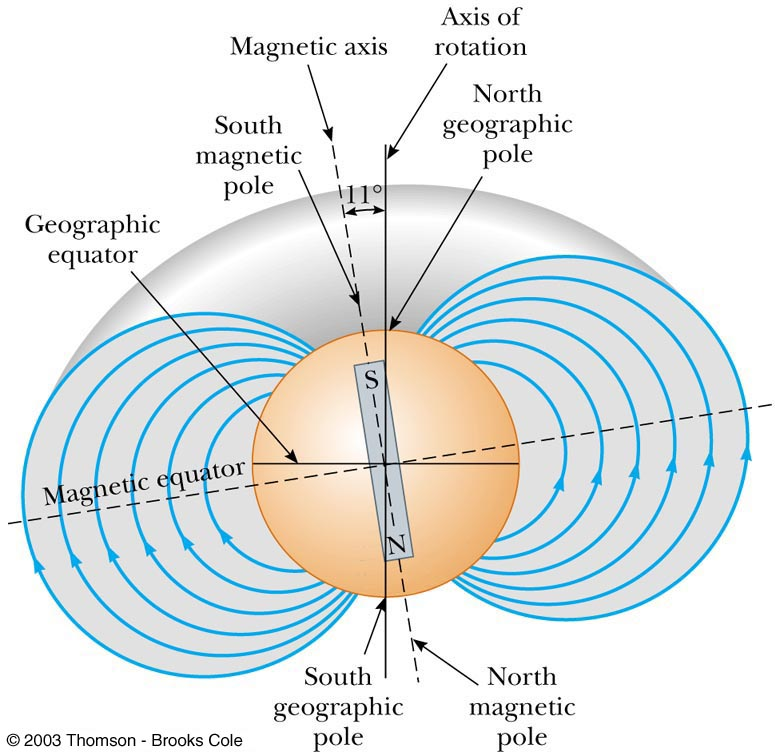 Axis of
rotation
Magnetic axis
North
geographic
pole
South
magnetic
pole
11°
Geographic
equator
S
Magnetic equator
N
South
geographic
pole
North
magnetic
pole
© 2003 Thomson - Brooks Cole